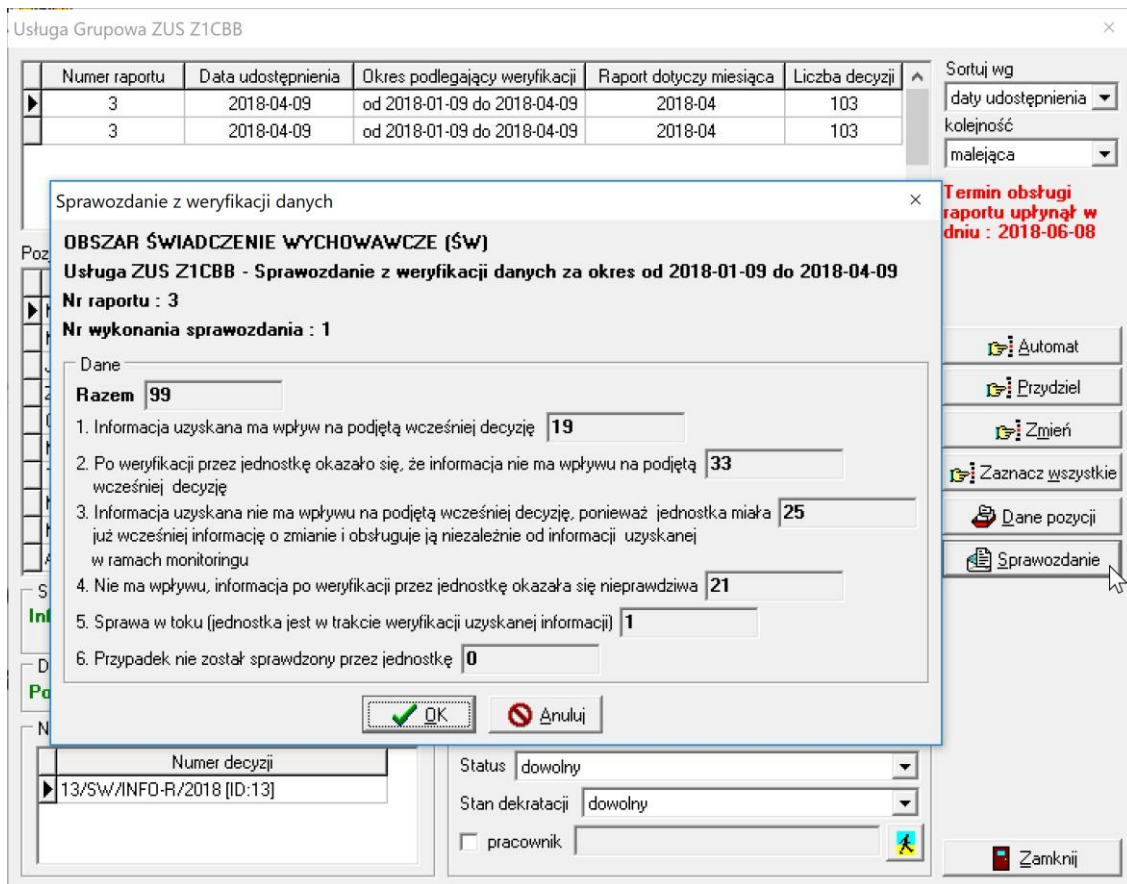 Usługa Grupowa ZUS Z1CBB
Numer raportu Data udostępnienia Okres podlegający weryfikacji Raport dotyczy miesiąca Liczba decyzji
3 2018-04-09 od 2018-01-09 do 2018-04-09 2018-04 103
3 2018-04-09 od 2018-01-09 do 2018-04-09 2018-04 103
Sortuj wg
daty udostępnienia
kolejność
malejąca
Termin obsługi
raportu upłynął w
dniu : 2018-06-08
Poz
Sprawozdanie z weryfikacji danych
OBSZAR ŚWIADCZENIE WYCHOWAWCZE (ŚW)
Usługa ZUS Z1CBB - Sprawozdanie z weryfikacji danych za okres od 2018-01-09 do 2018-04-09
Nr raportu : 3
Nr wykonania sprawozdania : 1
Dane
Razem 99
1. Informacja uzyskana ma wpływ na podjętą wcześniej decyzję 19
2. Po weryfikacji przez jednostkę okazało się, że informacja nie ma wpływu na podjętą 33
wcześniej decyzję
3. Informacja uzyskana nie ma wpływu na podjętą wcześniej decyzję, ponieważ jednostka miała 25
już wcześniej informację o zmianie i obsługuje ją niezależnie od informacji uzyskanej
w ramach monitoringu
4. Nie ma wpływu, informacja po weryfikacji przez jednostkę okazała się nieprawdziwa 21
5. Sprawa w toku (jednostka jest w trakcie weryfikacji uzyskanej informacji) 1
6. Przypadek nie został sprawdzony przez jednostkę 0
OK Anuluj
Automat
Przydziel
Zmień
Zaznacz wszystkie
Dane pozycji
Sprawozdanie
S
Inf
D
Po
N
Numer decyzji
13/SW/INFO-R/2018 [ID:13]
Status dowolny
Stan dekratacji dowolny
pracownik
Zamknij